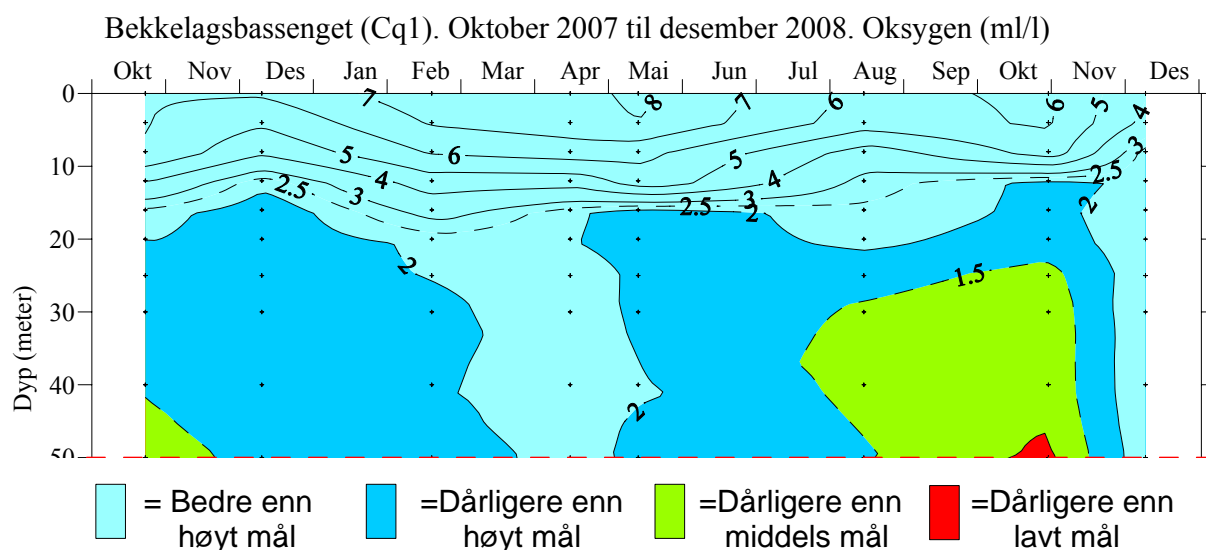 Bekkelagsbassenget (Cq1). Oktober 2007 til desember 2008. Oksygen (ml/l)
Okt Nov Des Jan Feb Mar Apr Mai Jun Jul Aug Sep Okt Nov Des
0
10
20
30
40
50
Dyp (meter)
7 8 7 6 6 5 4
6 5 5 3
5 4 4
2.5 3 3 2.5
2.5 2 2
2
1.5
2
= Bedre enn høyt mål
=Dårligere enn høyt mål
=Dårligere enn middels mål
=Dårligere enn lavt mål